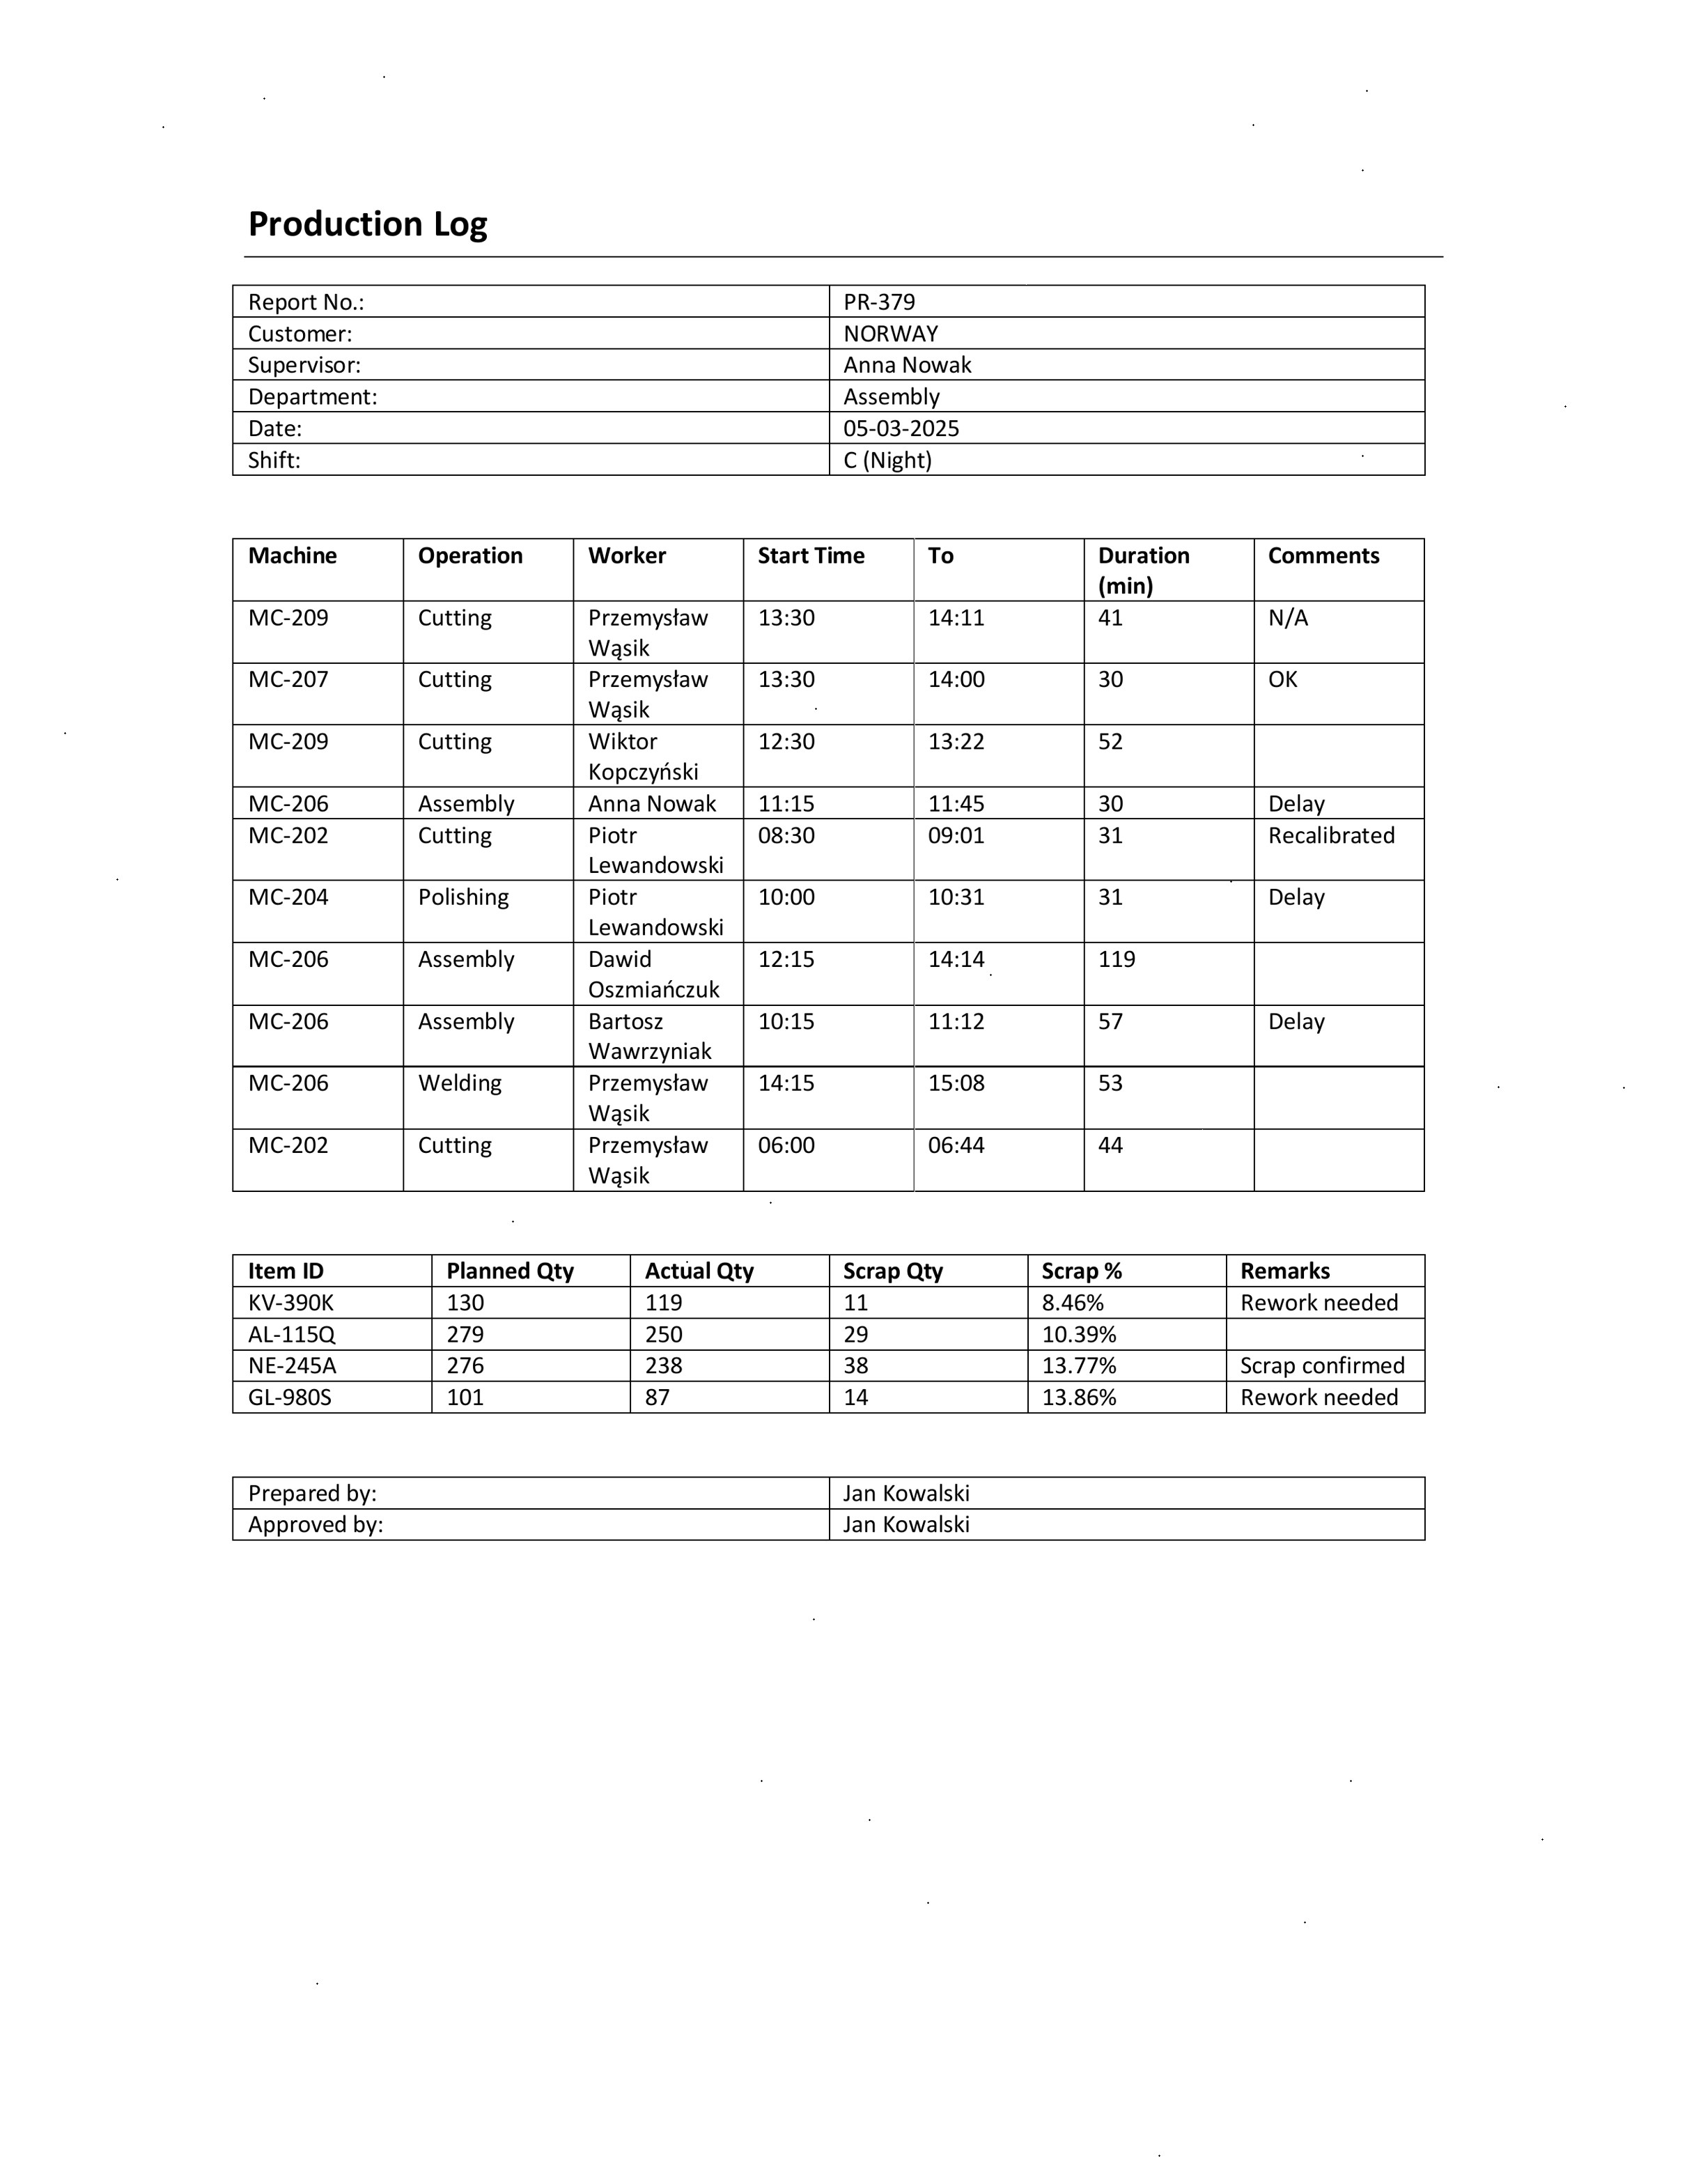 Production Log
Report No.: PR-379
Customer: NORWAY
Supervisor: Anna Nowak
Department: Assembly
Date: 05-03-2025
Shift: C (Night)
Machine Operation Worker Start Time To Duration (min) Comments
MC-209 Cutting Przemysław Wąsik 13:30 14:11 41 N/A
MC-207 Cutting Przemysław Wąsik 13:30 14:00 30 OK
MC-209 Cutting Wiktor Kopczyński 12:30 13:22 52
MC-206 Assembly Anna Nowak 11:15 11:45 30 Delay
MC-202 Cutting Piotr Lewandowski 08:30 09:01 31 Recalibrated
MC-204 Polishing Piotr Lewandowski 10:00 10:31 31 Delay
MC-206 Assembly Dawid Oszmiańczuk 12:15 14:14 119
MC-206 Assembly Bartosz Wawrzyniak 10:15 11:12 57 Delay
MC-206 Welding Przemysław Wąsik 14:15 15:08 53
MC-202 Cutting Przemysław Wąsik 06:00 06:44 44
Item ID Planned Qty Actual Qty Scrap Qty Scrap % Remarks
KV-390K 130 119 11 8.46% Rework needed
AL-115Q 279 250 29 10.39%
NE-245A 276 238 38 13.77% Scrap confirmed
GL-980S 101 87 14 13.86% Rework needed
Prepared by: Jan Kowalski
Approved by: Jan Kowalski